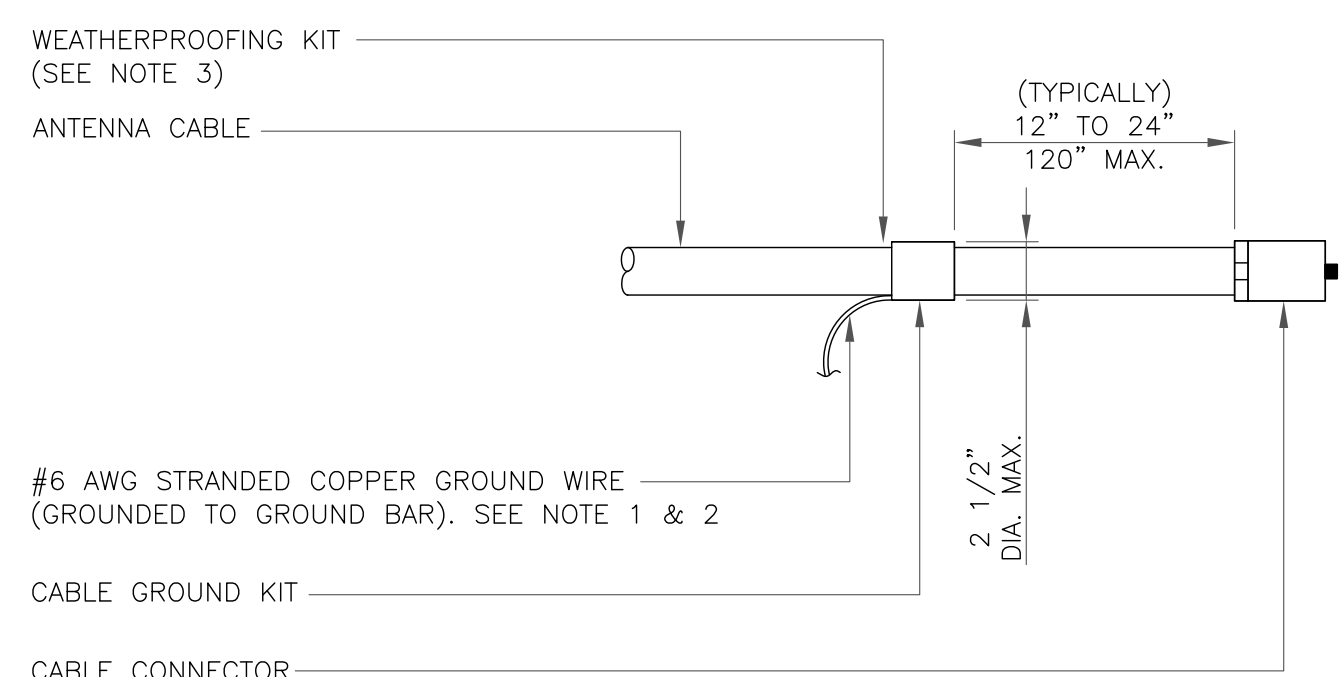 WEATHERPROOFING KIT
(SEE NOTE 3)
ANTENNA CABLE
(TYPICALLY)
12” TO 24”
120” MAX.
2 1/2”
DIA. MAX.
#6 AWG STRANDED COPPER GROUND WIRE
(GROUNDED TO GROUND BAR). SEE NOTE 1 & 2
CABLE GROUND KIT
CABLE CONNECTOR